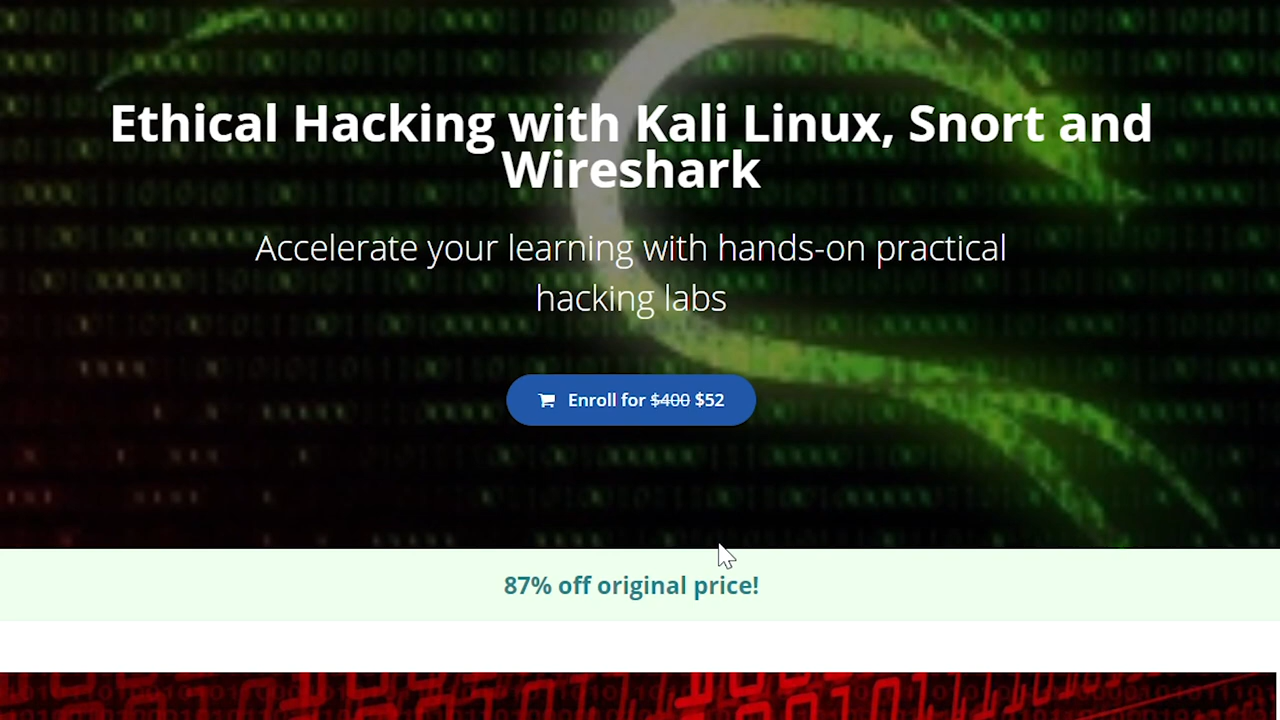 Ethical Hacking with Kali Linux, Snort and
Wireshark
Accelerate your learning with hands-on practical
hacking labs
Enroll for $400 $52
87% off original price!